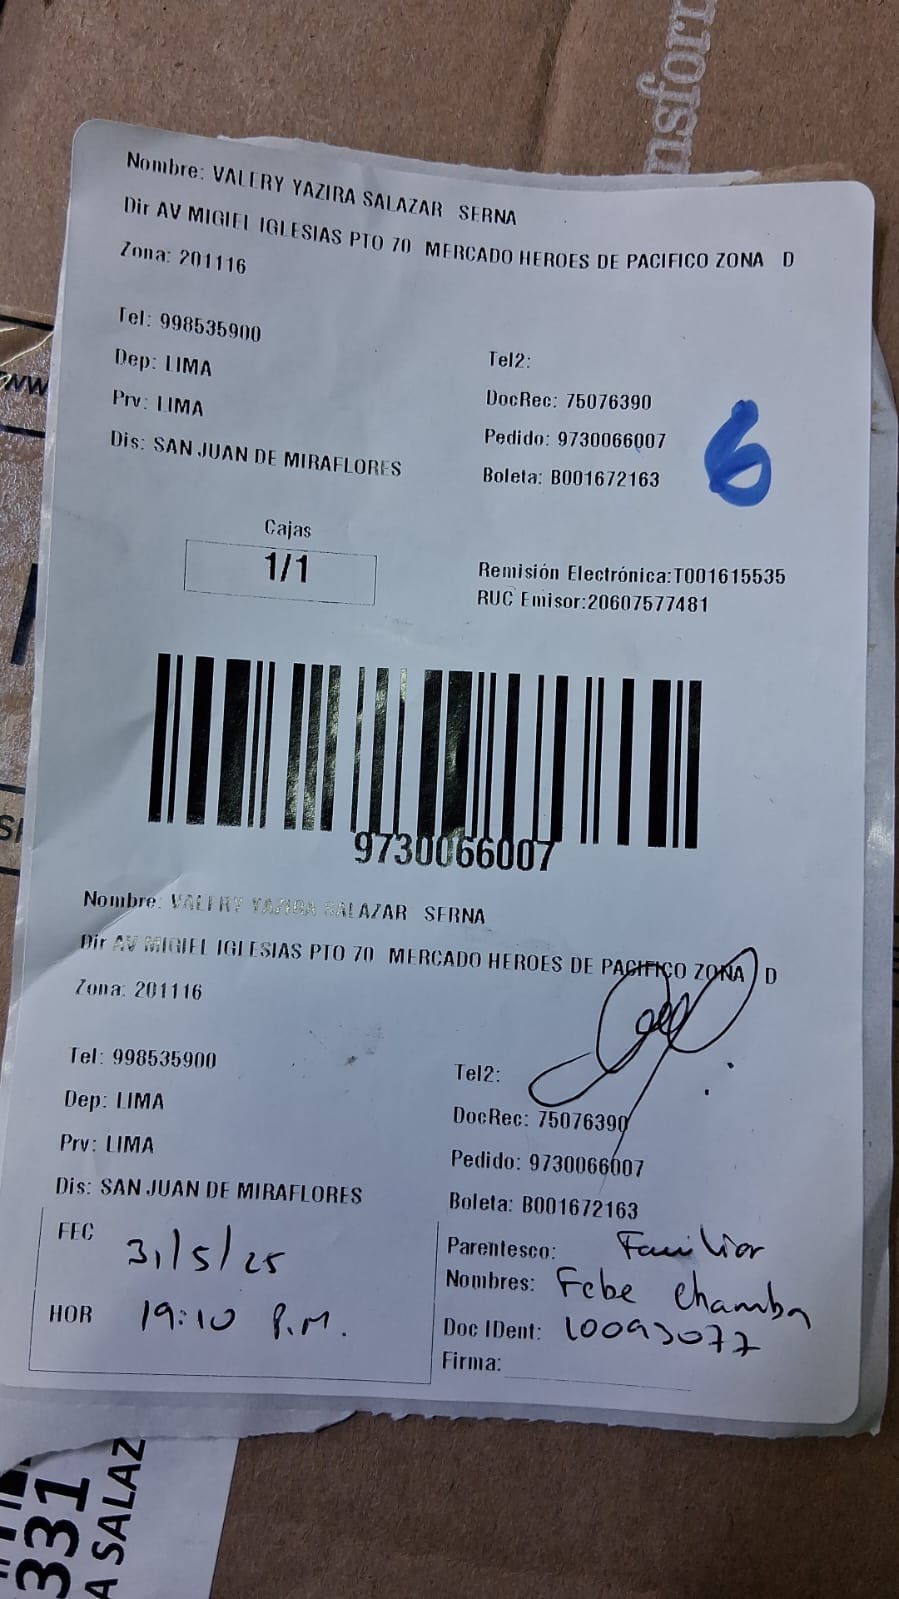 nsforn
Nombre: VALERY YAZIRA SALAZAR SERNA
Dir AV MIGIEL IGLESIAS PTO 70 MERCADO HEROES DE PACIFICO ZONA D
Zona: 201116
Tel: 998535900
Tel2:
Dep: LIMA
DocRec: 75076390
Prv: LIMA
Pedido: 9730066007
Dis: SAN JUAN DE MIRAFLORES
Boleta: B001672163
6
Cajas
1/1
Remisión Electrónica:T001615535
RUC Emisor:20607577481
9730066007
Nombre: VALERY YAZIRA SALAZAR SERNA
Dir AV MIGIEL IGLESIAS PTO 70 MERCADO HEROES DE PACIFICO ZONA D
Zona: 201116
Tel: 998535900
Tel2:
Dep: LIMA
DocRec: 75076390
Prv: LIMA
Pedido: 9730066007
Dis: SAN JUAN DE MIRAFLORES
Boleta: B001672163
FEC 31/5/25
Parentesco: Familiar
Nombres: Febe Chamba
HOR 19:10 P.M.
Doc IDent: 10093077
Firma:
331
A SALAZ